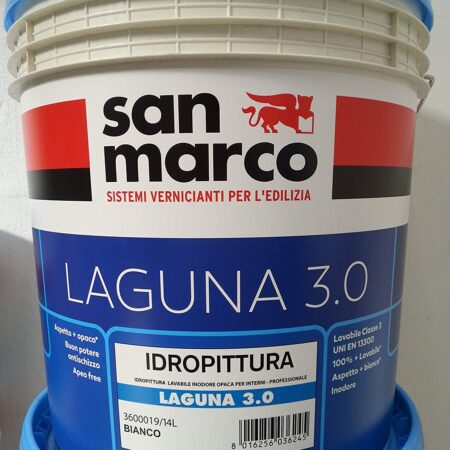 san
marco
SISTEMI VERNICIANTI PER L'EDILIZIA
LAGUNA 3.0
Aspetto + opaco*
Buon potere
antischizzo
Apeo free
IDROPITTURA
IDROPITTURA LAVABILE INODORE OPACA PER INTERNI - PROFESSIONALE
LAGUNA 3.0
3600019/14L
BIANCO
8 016256 036245
Lavabile Classe 3
UNI EN 13300
100% + Lavabile*
Aspetto + bianco*
Inodore